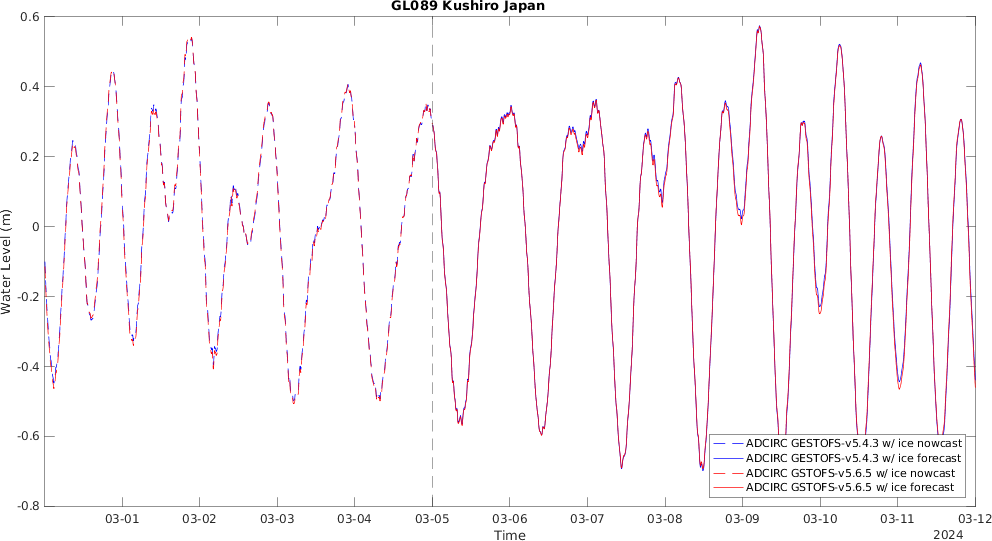 GL089 Kushiro Japan
0.6
0.4
0.2
0
-0.2
-0.4
-0.6
-0.8
Water Level (m)
ADCIRC GESTOFS-v5.4.3 w/ ice nowcast
ADCIRC GESTOFS-v5.4.3 w/ ice forecast
ADCIRC GSTOFS-v5.6.5 w/ ice nowcast
ADCIRC GSTOFS-v5.6.5 w/ ice forecast
03-01 03-02 03-03 03-04 03-05 03-06 03-07 03-08 03-09 03-10 03-11 03-12
Time
2024